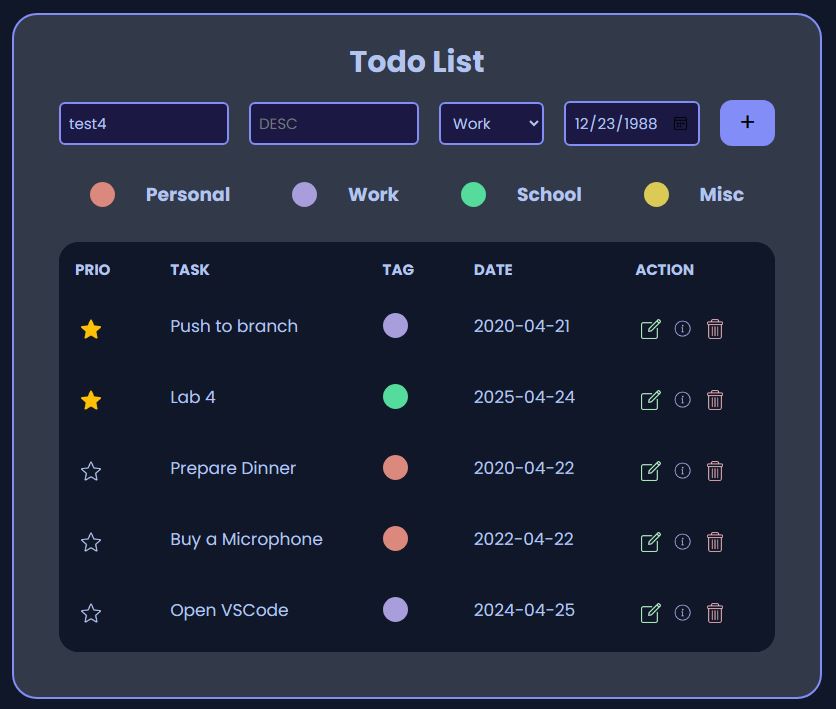 Todo List
test4 DESC Work 12/23/1988 +
Personal Work School Misc
PRIO TASK TAG DATE ACTION
Push to branch 2020-04-21
Lab 4 2025-04-24
Prepare Dinner 2020-04-22
Buy a Microphone 2022-04-22
Open VSCode 2024-04-25